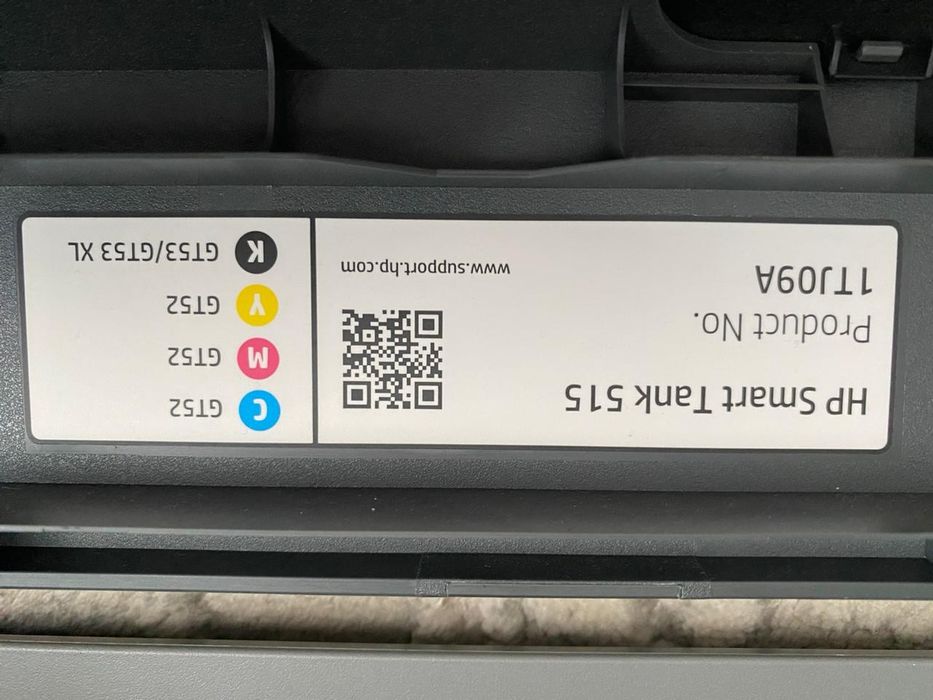 HP Smart Tank 515
Product No.
1TJ09A
www.support.hp.com
C GT52
M GT52
Y GT52
K GT53/GT53 XL